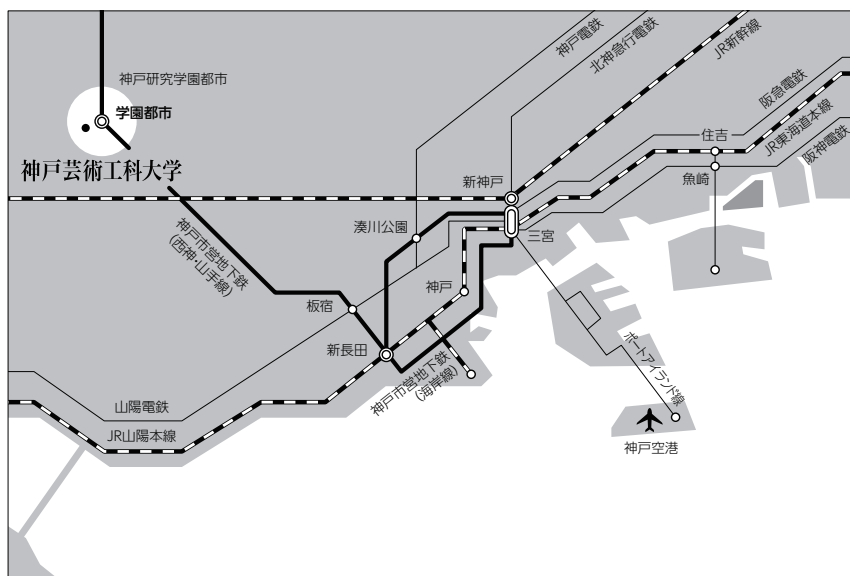 神戸電鉄
北神急行電鉄
JR新幹線
神戸研究学園都市
学園都市
神戸芸術工科大学
阪急電鉄
住吉
JR東海道本線
阪神電鉄
魚崎
新神戸
湊川公園
三宮
神戸市営地下鉄
(西神・山手線)
神戸
板宿
新長田
神戸市営地下鉄
(海岸線)
ポートアイランド線
山陽電鉄
JR山陽本線
神戸空港